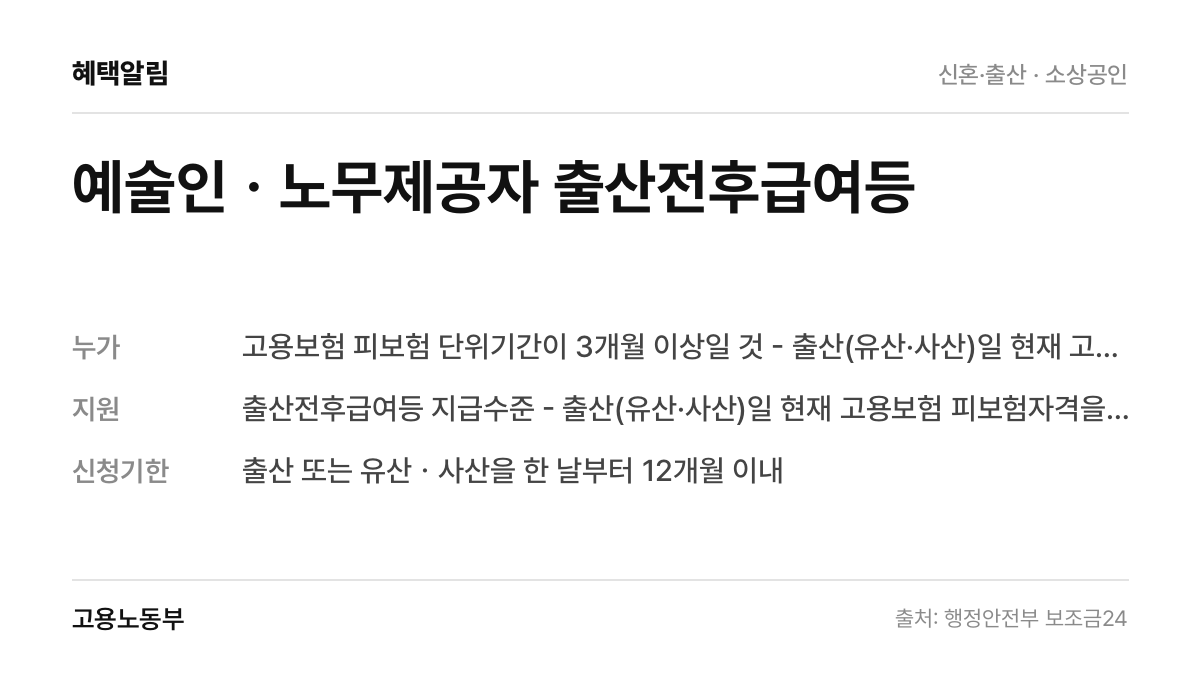 혜택알림
신혼·출산 · 소상공인
예술인 · 노무제공자 출산전후급여등
누가 고용보험 피보험 단위기간이 3개월 이상일 것 - 출산(유산·사산)일 현재 고...
지원 출산전후급여등 지급수준 - 출산(유산·사산)일 현재 고용보험 피보험자격을...
신청기한 출산 또는 유산 · 사산을 한 날부터 12개월 이내
고용노동부
출처: 행정안전부 보조금24